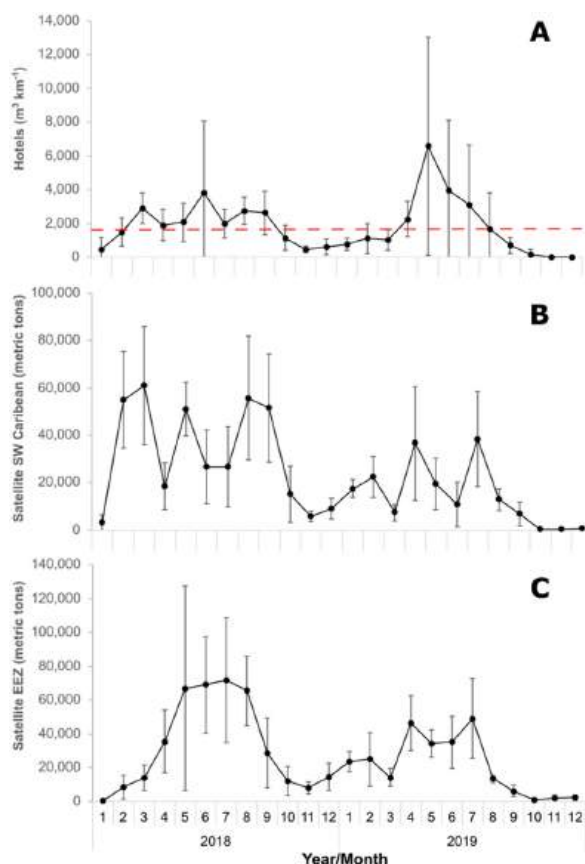 A
Hotels (m³ km⁻¹)
14,000
12,000
10,000
8,000
6,000
4,000
2,000
0
B
Satellite SW Caribean (metric tons)
100,000
80,000
60,000
40,000
20,000
0
C
Satellite EEZ (metric tons)
140,000
120,000
100,000
80,000
60,000
40,000
20,000
0
1 2 3 4 5 6 7 8 9 10 11 12 1 2 3 4 5 6 7 8 9 10 11 12
2018 2019
Year/Month